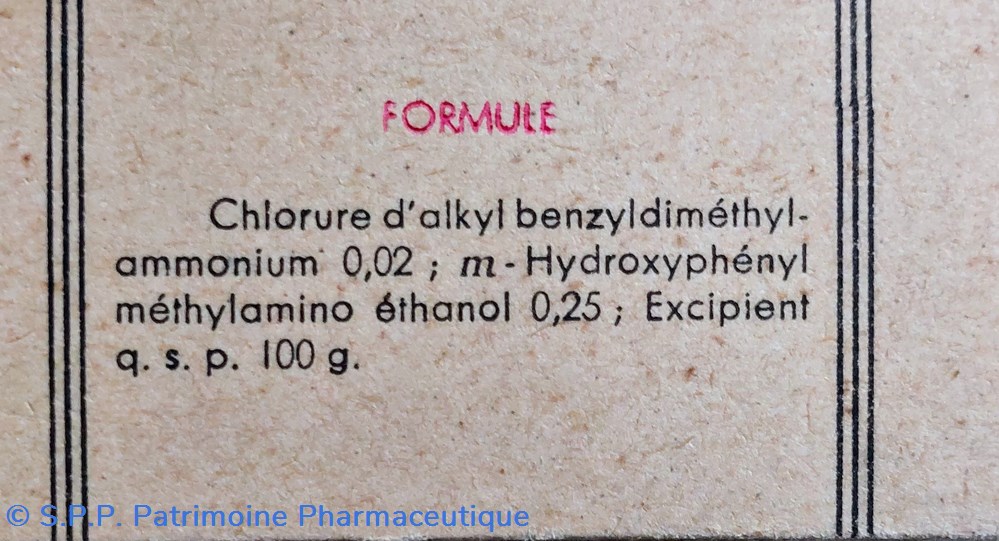 FORMULE
Chlorure d'alkyl benzyldiméthyl-
ammonium 0,02 ; m-Hydroxyphényl
méthylamino éthanol 0,25 ; Excipient
q. s. p. 100 g.
© S.P.P. Patrimoine Pharmaceutique